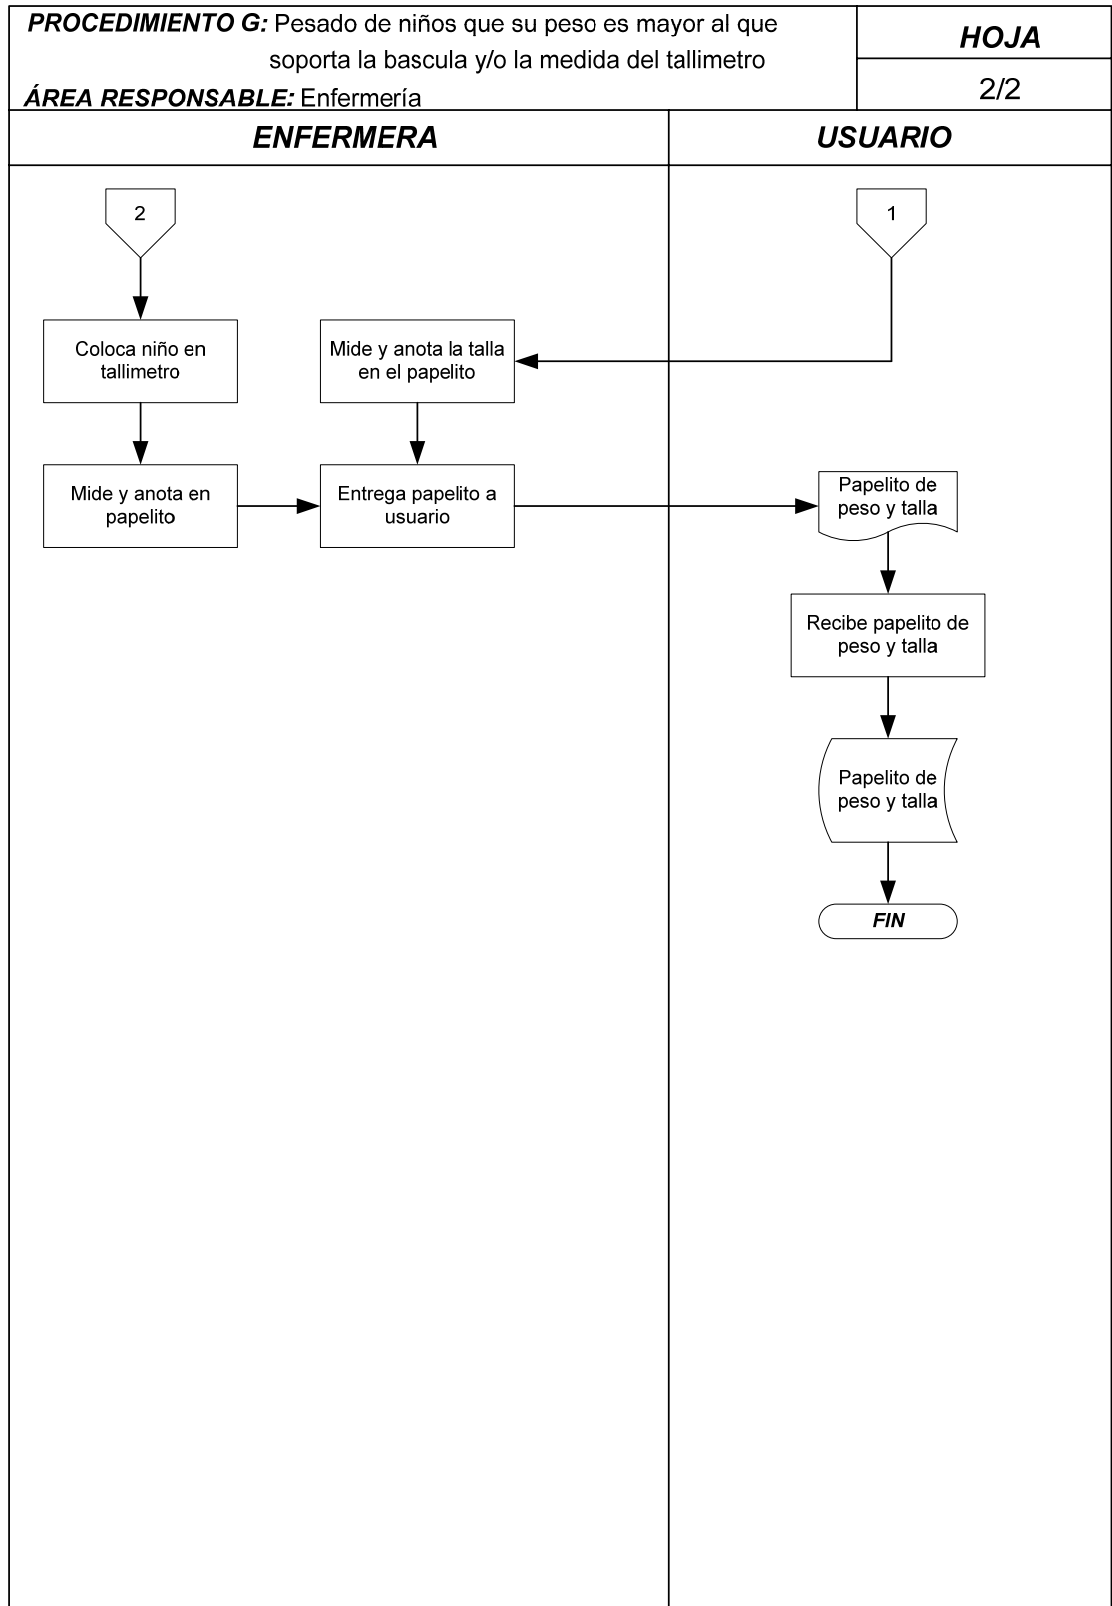 PROCEDIMIENTO G: Pesado de niños que su peso es mayor al que
soporta la bascula y/o la medida del tallimetro
ÁREA RESPONSABLE: Enfermería
HOJA
2/2
ENFERMERA
USUARIO
2
1
Coloca niño en
tallimetro
Mide y anota la talla
en el papelito
Mide y anota en
papelito
Entrega papelito a
usuario
Papelito de
peso y talla
Recibe papelito de
peso y talla
Papelito de
peso y talla
FIN